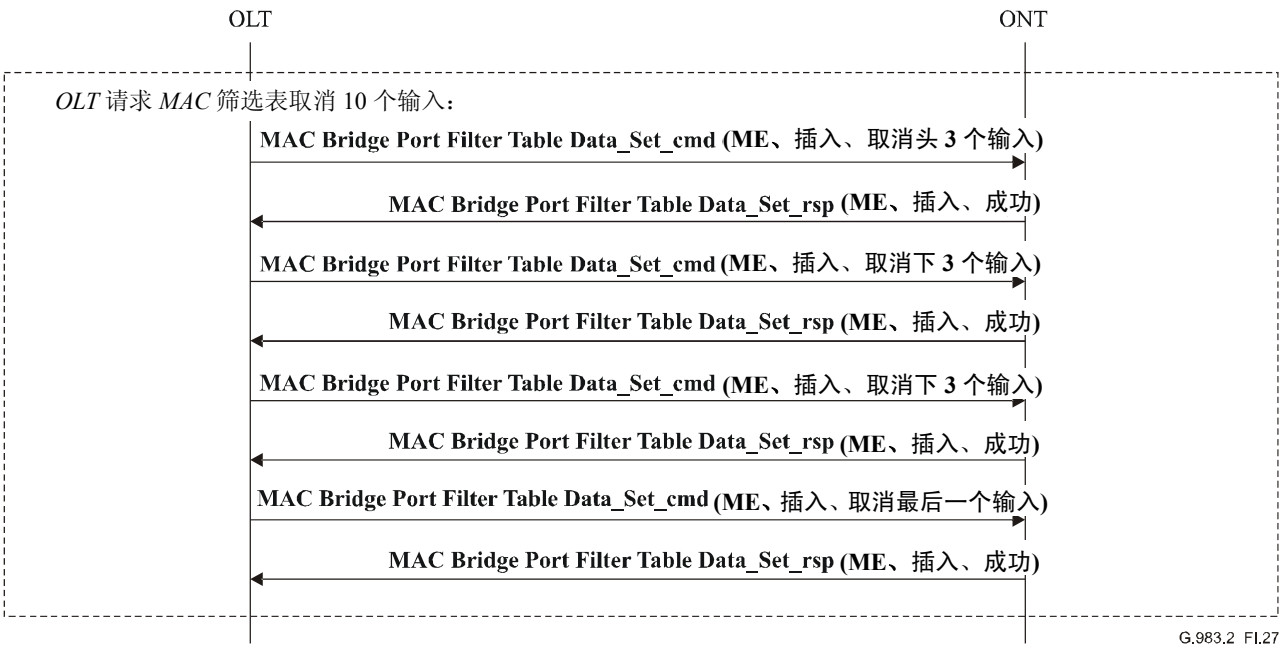 OLT
ONT
OLT 请求 MAC 筛选表取消 10 个输入：
MAC Bridge Port Filter Table Data_Set_cmd (ME、插入、取消头 3 个输入)
MAC Bridge Port Filter Table Data_Set_rsp (ME、插入、成功)
MAC Bridge Port Filter Table Data_Set_cmd (ME、插入、取消下 3 个输入)
MAC Bridge Port Filter Table Data_Set_rsp (ME、插入、成功)
MAC Bridge Port Filter Table Data_Set_cmd (ME、插入、取消下 3 个输入)
MAC Bridge Port Filter Table Data_Set_rsp (ME、插入、成功)
MAC Bridge Port Filter Table Data_Set_cmd (ME、插入、取消最后一个输入)
MAC Bridge Port Filter Table Data_Set_rsp (ME、插入、成功)
G.983.2_FI.27